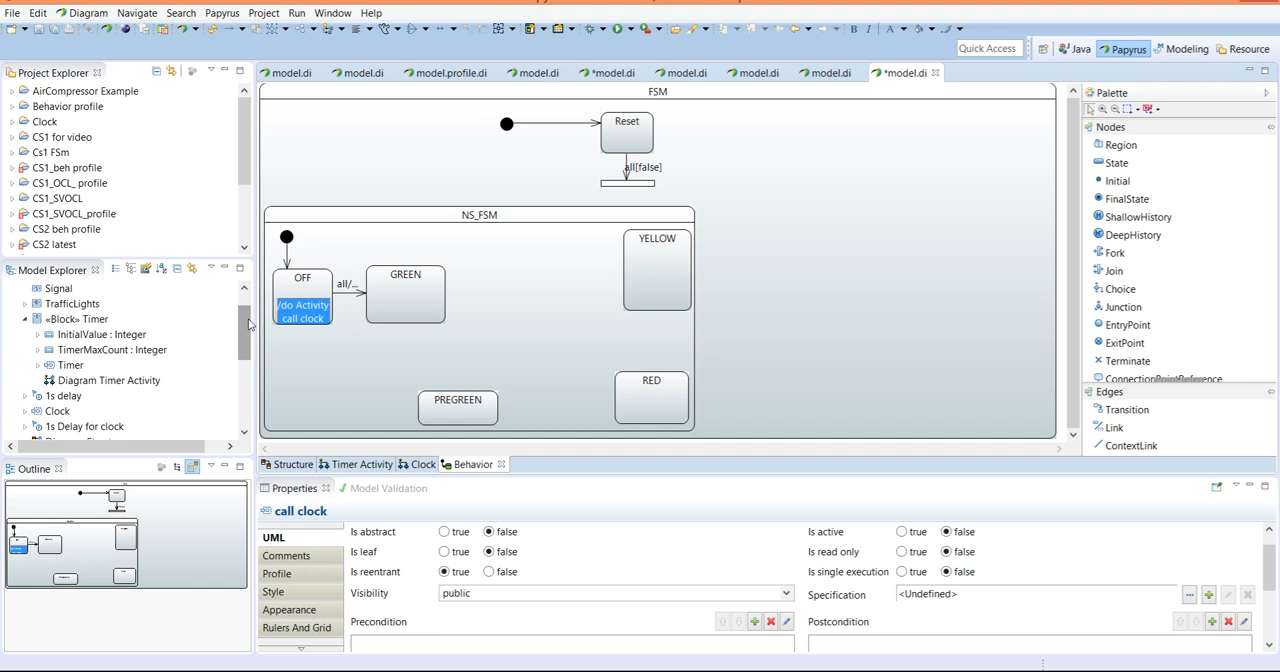 File Edit Diagram Navigate Search Papyrus Project Run Window Help
Quick Access Java Papyrus Modeling Resource
Project Explorer
AirCompressor Example
Behavior profile
Clock
CS1 for video
Cs1 FSm
CS1_beh profile
CS1_OCL_ profile
CS1_SVOCL
CS1_SVOCL_profile
CS2 beh profile
CS2 latest
Model Explorer
Signal
TrafficLights
«Block» Timer
InitialValue : Integer
TimerMaxCount : Integer
Timer
Diagram Timer Activity
1s delay
Clock
1s Delay for clock
Outline
model.di model.di model.profile.di model.di *model.di model.di model.di model.di *model.di
FSM
Reset
all[false]
NS_FSM
OFF
/do Activity
call clock
all/...
GREEN
YELLOW
RED
PREGREEN
Palette
Nodes
Region
State
Initial
FinalState
ShallowHistory
DeepHistory
Fork
Join
Choice
Junction
EntryPoint
ExitPoint
Terminate
ConnectionPointReference
Edges
Transition
Link
ContextLink
Structure Timer Activity Clock Behavior
Properties Model Validation
call clock
UML
Comments
Profile
Style
Appearance
Rulers And Grid
Is abstract true false Is active true false
Is leaf true false Is read only true false
Is reentrant true false Is single execution true false
Visibility public Specification <Undefined>
Precondition Postcondition